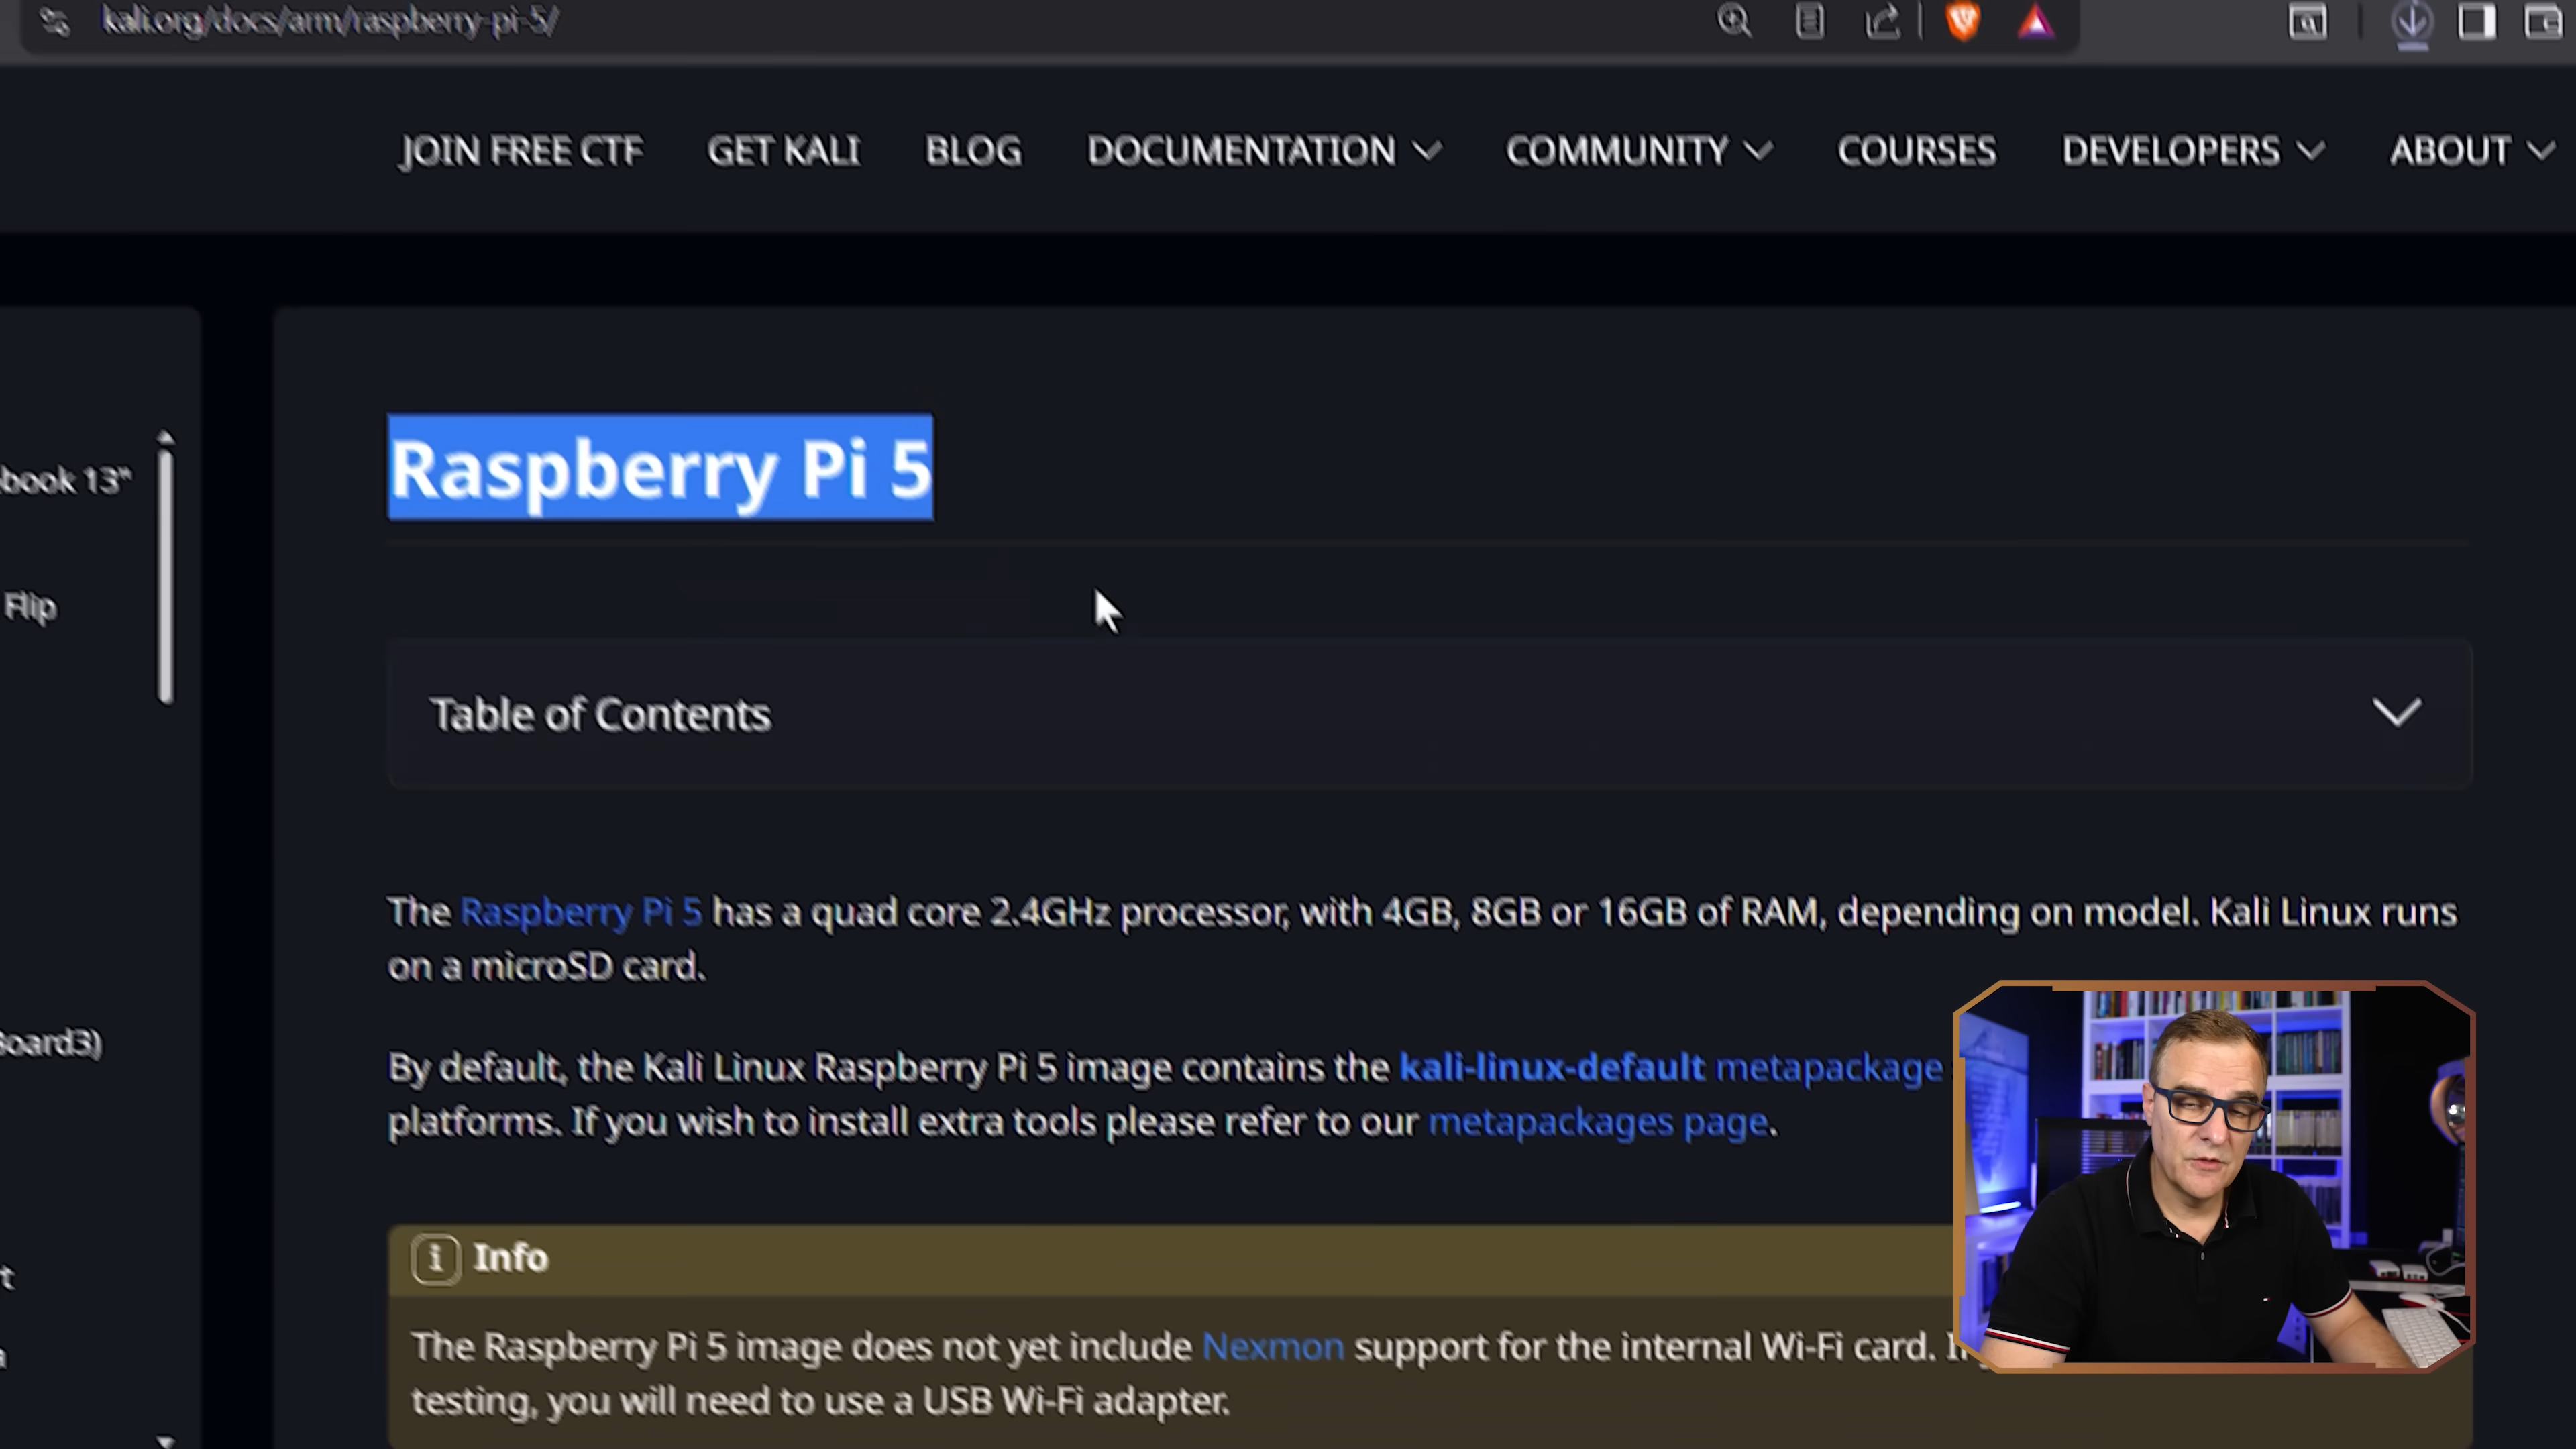 kali.org/docs/arm/raspberry-pi-5/
JOIN FREE CTF GET KALI BLOG DOCUMENTATION COMMUNITY COURSES DEVELOPERS ABOUT
book 13"
Flip
Board3)
Raspberry Pi 5
Table of Contents
The Raspberry Pi 5 has a quad core 2.4GHz processor, with 4GB, 8GB or 16GB of RAM, depending on model. Kali Linux runs
on a microSD card.
By default, the Kali Linux Raspberry Pi 5 image contains the kali-linux-default metapackage
platforms. If you wish to install extra tools please refer to our metapackages page.
Info
The Raspberry Pi 5 image does not yet include Nexmon support for the internal Wi-Fi card.
testing, you will need to use a USB Wi-Fi adapter.